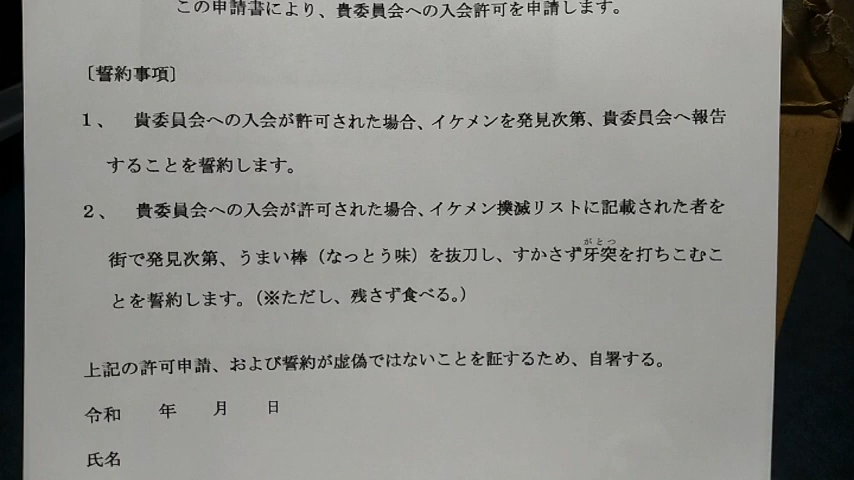 この申請書により、貴委員会への入会許可を申請します。
〔誓約事項〕
１、　貴委員会への入会が許可された場合、イケメンを発見次第、貴委員会へ報告
することを誓約します。
２、　貴委員会への入会が許可された場合、イケメン撲滅リストに記載された者を
街で発見次第、うまい棒（なっとう味）を抜刀し、すかさず牙突を打ちこむこ
がとつ
とを誓約します。（※ただし、残さず食べる。）
上記の許可申請、および誓約が虚偽ではないことを証するため、自署する。
令和　　年　　月　　日
氏名